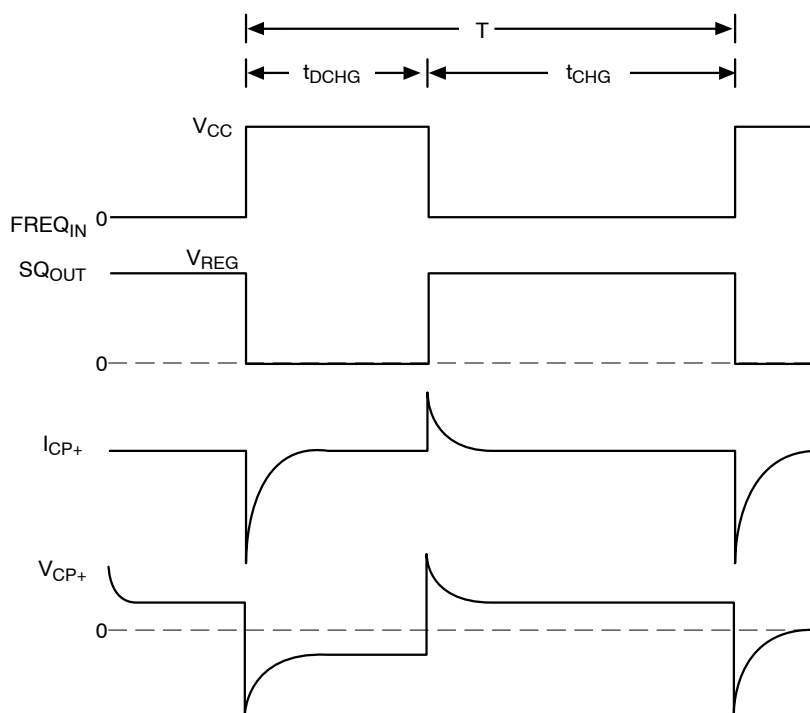 T
tDCHG
tCHG
VCC
0
FREQIN
VREG
SQOUT
0
ICP+
VCP+
0